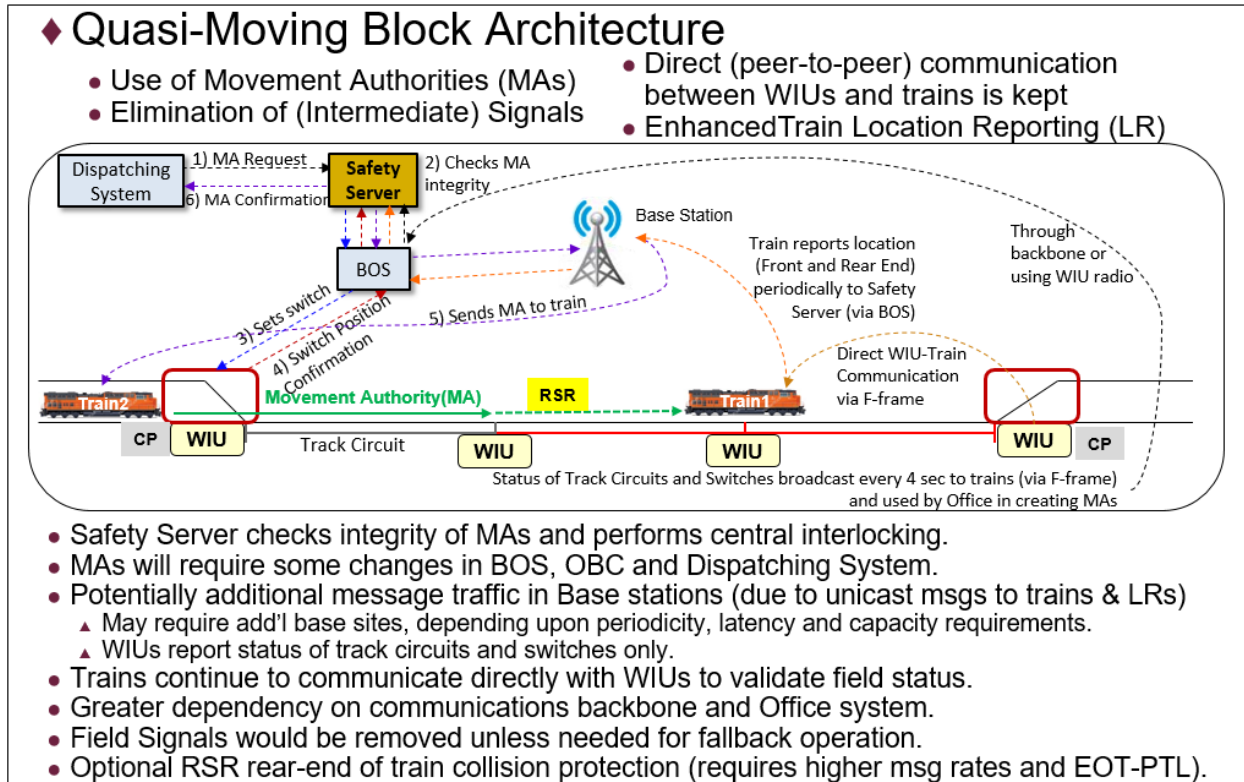 ♦ Quasi-Moving Block Architecture
• Use of Movement Authorities (MAs)
• Elimination of (Intermediate) Signals
• Direct (peer-to-peer) communication
between WIUs and trains is kept
• EnhancedTrain Location Reporting (LR)
Dispatching
System
1) MA Request
6) MA Confirmation
Safety
Server
2) Checks MA
integrity
BOS
Base Station
Train reports location
(Front and Rear End)
periodically to Safety
Server (via BOS)
Through
backbone or
using WIU radio
3) Sets switch
4) Switch Position
Confirmation
5) Sends MA to train
Direct WIU-Train
Communication
via F-frame
Train2
Movement Authority(MA)
RSR
Train1
CP
WIU
Track Circuit
WIU
WIU
WIU
CP
Status of Track Circuits and Switches broadcast every 4 sec to trains (via F-frame)
and used by Office in creating MAs
• Safety Server checks integrity of MAs and performs central interlocking.
• MAs will require some changes in BOS, OBC and Dispatching System.
• Potentially additional message traffic in Base stations (due to unicast msgs to trains & LRs)
▲ May require add'l base sites, depending upon periodicity, latency and capacity requirements.
▲ WIUs report status of track circuits and switches only.
• Trains continue to communicate directly with WIUs to validate field status.
• Greater dependency on communications backbone and Office system.
• Field Signals would be removed unless needed for fallback operation.
• Optional RSR rear-end of train collision protection (requires higher msg rates and EOT-PTL).